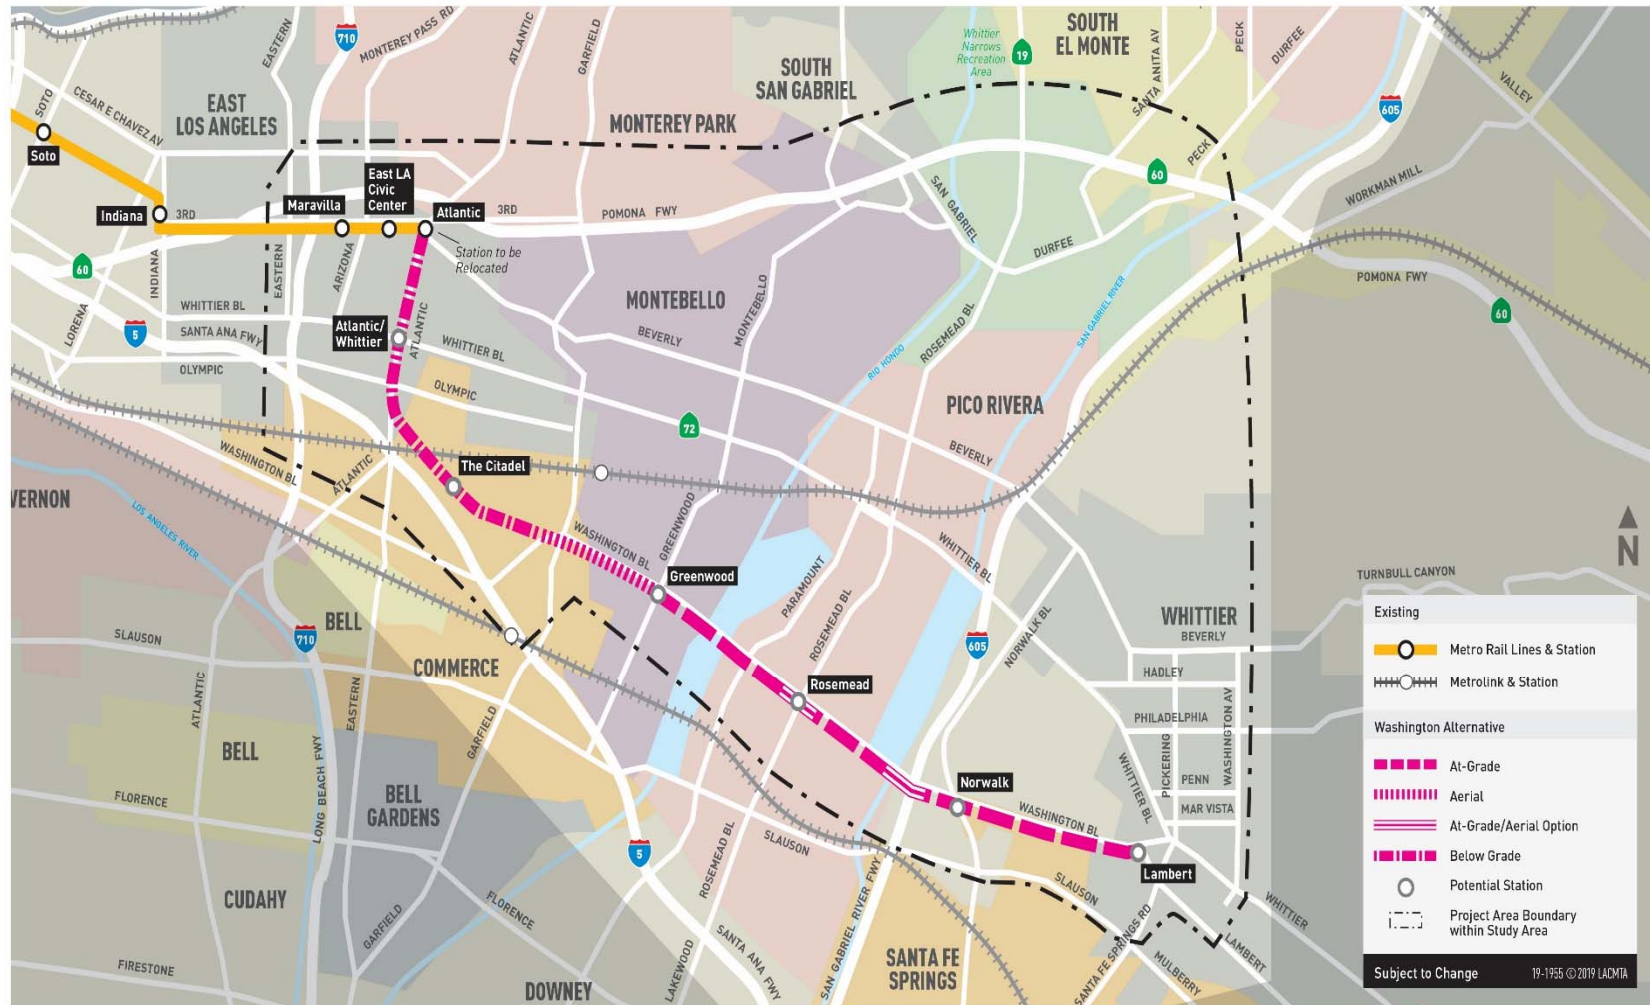 710
MONTEREY PASS RD
EASTERN
ATLANTIC
GARFIELD
Whittier
Narrows
Recreation
Area
19
SOUTH
EL MONTE
SANTA ANITA AV
PECK
DURFEE
SOTO
CESAR E CHAVEZ AV
EAST
LOS ANGELES
SOUTH
SAN GABRIEL
MONTEREY PARK
605
VALLEY
Soto
PECK
60
WORKMAN MILL
East LA
Civic
Center
Maravilla
Indiana
3RD
Atlantic
3RD
POMONA FWY
SAN GABRIEL
DURFEE
Station to be
Relocated
60
INDIANA
EASTERN
ARIZONA
POMONA FWY
60
LORENA
5
WHITTIER BL
SANTA ANA FWY
OLYMPIC
Atlantic/
Whittier
ATLANTIC
WHITTIER BL
OLYMPIC
MONTEBELLO
BEVERLY
MONTEBELLO
RIO HONDO
ROSEMEAD BL
SAN GABRIEL RIVER
PICO RIVERA
72
BEVERLY
WASHINGTON BL
ATLANTIC
The Citadel
VERNON
LOS ANGELES RIVER
WASHINGTON BL
GREENWOOD
WHITTIER BL
N
Greenwood
PARAMOUNT
ROSEMEAD BL
NORWALK BL
TURNBULL CANYON
WHITTIER
BEVERLY
BELL
710
SLAUSON
COMMERCE
605
HADLEY
Rosemead
PHILADELPHIA
WASHINGTON AV
PICKERING
ATLANTIC
EASTERN
GARFIELD
BELL
LONG BEACH FWY
FLORENCE
BELL
GARDENS
Norwalk
WASHINGTON BL
WHITTIER BL
PENN
MAR VISTA
5
ROSEMEAD BL
SLAUSON
Lambert
CUDAHY
FLORENCE
GARFIELD
SAN GABRIEL RIVER FWY
SLAUSON
SANTA FE SPRINGS RD
WHITTIER
LAMBERT
MULBERRY
FIRESTONE
DOWNEY
LAKEWOOD
SANTA ANA FWY
SANTA FE
SPRINGS
Existing
Metro Rail Lines & Station
Metrolink & Station
Washington Alternative
At-Grade
Aerial
At-Grade/Aerial Option
Below Grade
Potential Station
Project Area Boundary
within Study Area
Subject to Change
19-1955 © 2019 LACMTA